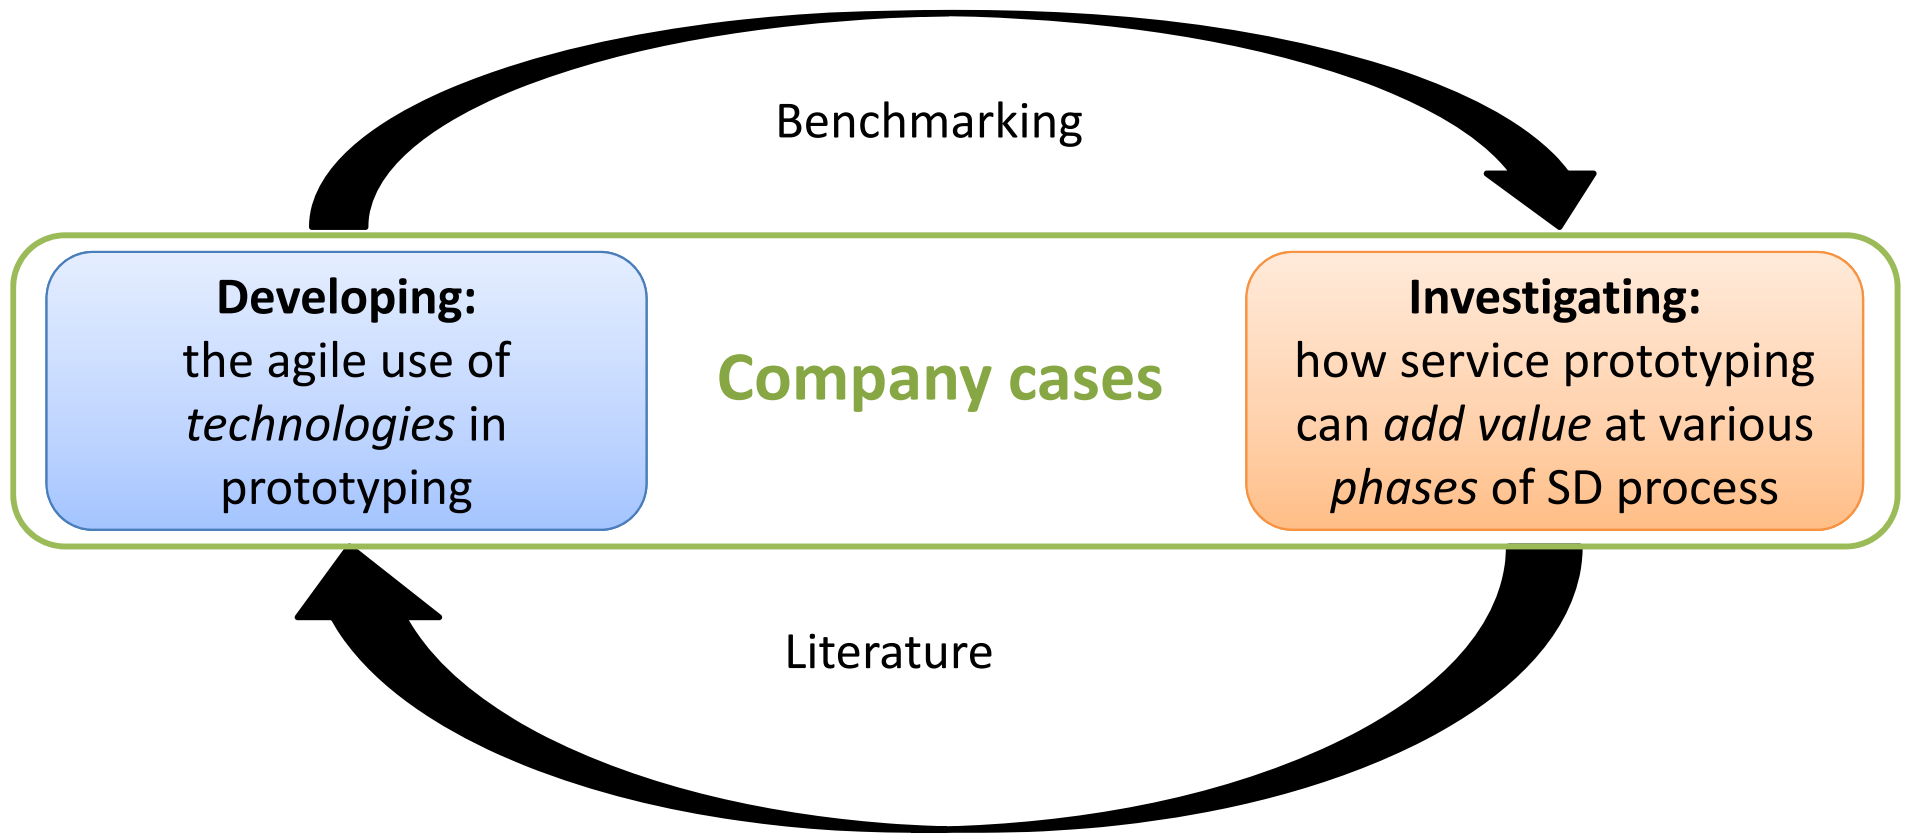 Benchmarking
Developing:
the agile use of
technologies in
prototyping
Company cases
Investigating:
how service prototyping
can add value at various
phases of SD process
Literature